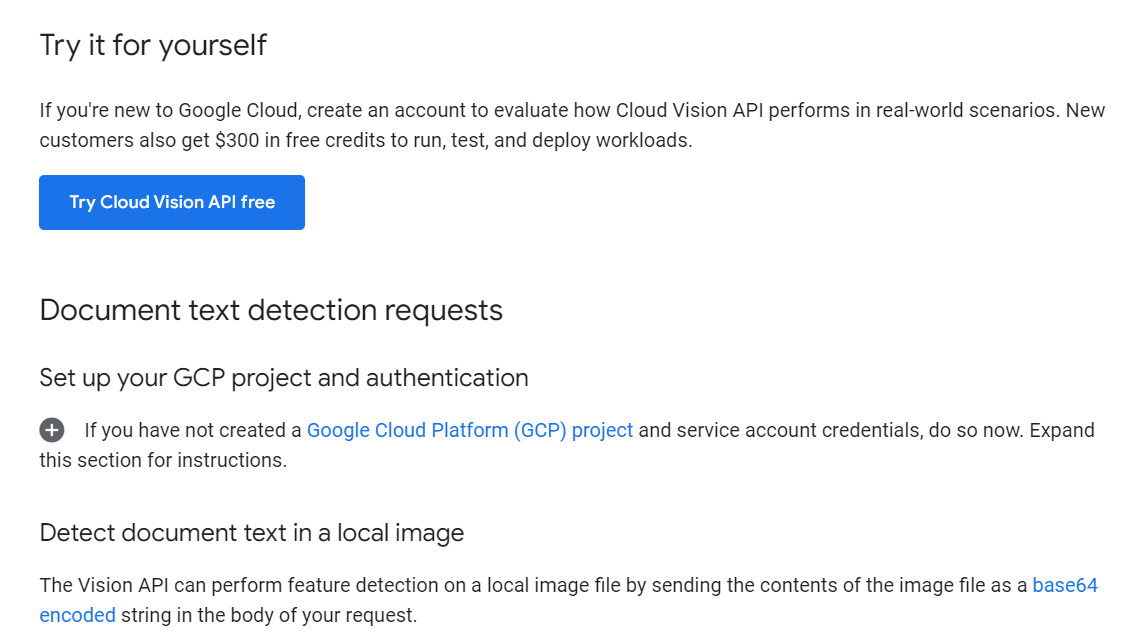 Try it for yourself
If you're new to Google Cloud, create an account to evaluate how Cloud Vision API performs in real-world scenarios. New
customers also get $300 in free credits to run, test, and deploy workloads.
Try Cloud Vision API free
Document text detection requests
Set up your GCP project and authentication
If you have not created a Google Cloud Platform (GCP) project and service account credentials, do so now. Expand
this section for instructions.
Detect document text in a local image
The Vision API can perform feature detection on a local image file by sending the contents of the image file as a base64
encoded string in the body of your request.